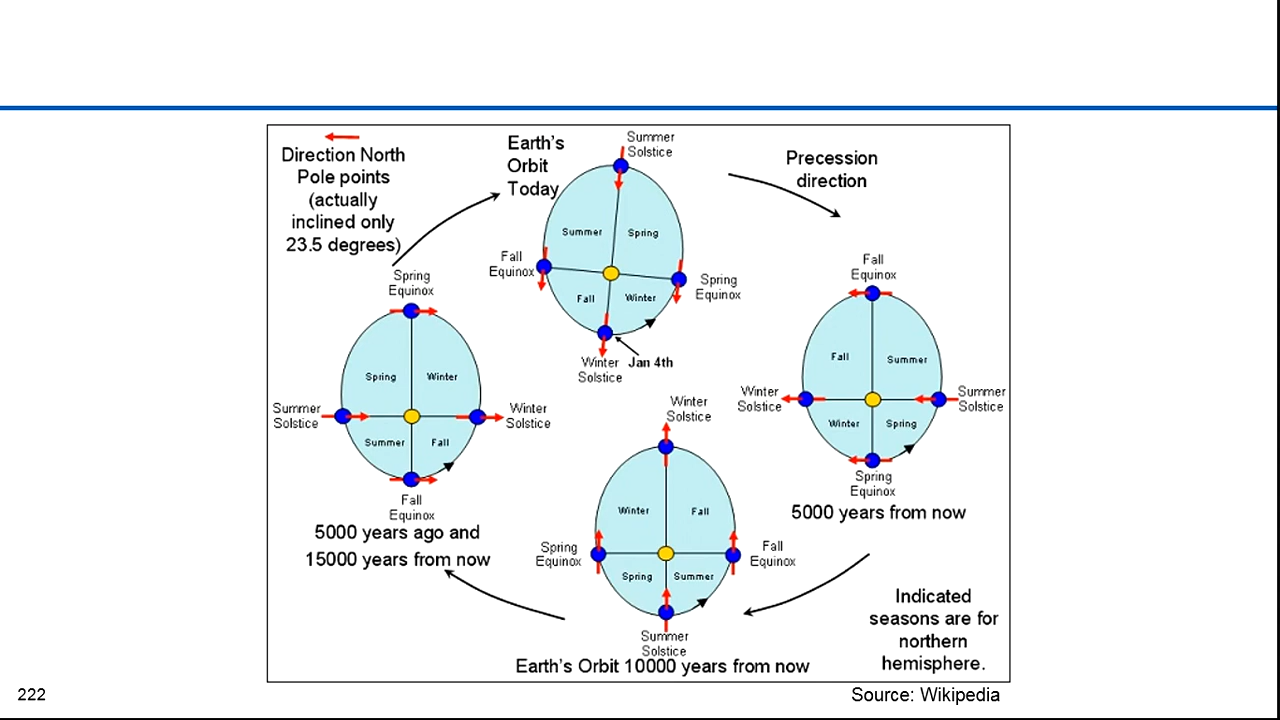 Direction North
Pole points
(actually
inclined only
23.5 degrees)
Earth's
Orbit
Today
Summer
Solstice
Summer
Spring
Fall
Equinox
Spring
Equinox
Fall
Winter
Winter
Solstice
Jan 4th
Precession
direction
Fall
Equinox
Fall
Summer
Winter
Solstice
Summer
Solstice
Winter
Spring
Spring
Equinox
5000 years from now
Spring
Equinox
Spring
Winter
Summer
Solstice
Winter
Solstice
Summer
Fall
Fall
Equinox
5000 years ago and
15000 years from now
Winter
Solstice
Winter
Fall
Spring
Equinox
Fall
Equinox
Spring
Summer
Summer
Solstice
Earth's Orbit 10000 years from now
Indicated
seasons are for
northern
hemisphere.
222
Source: Wikipedia